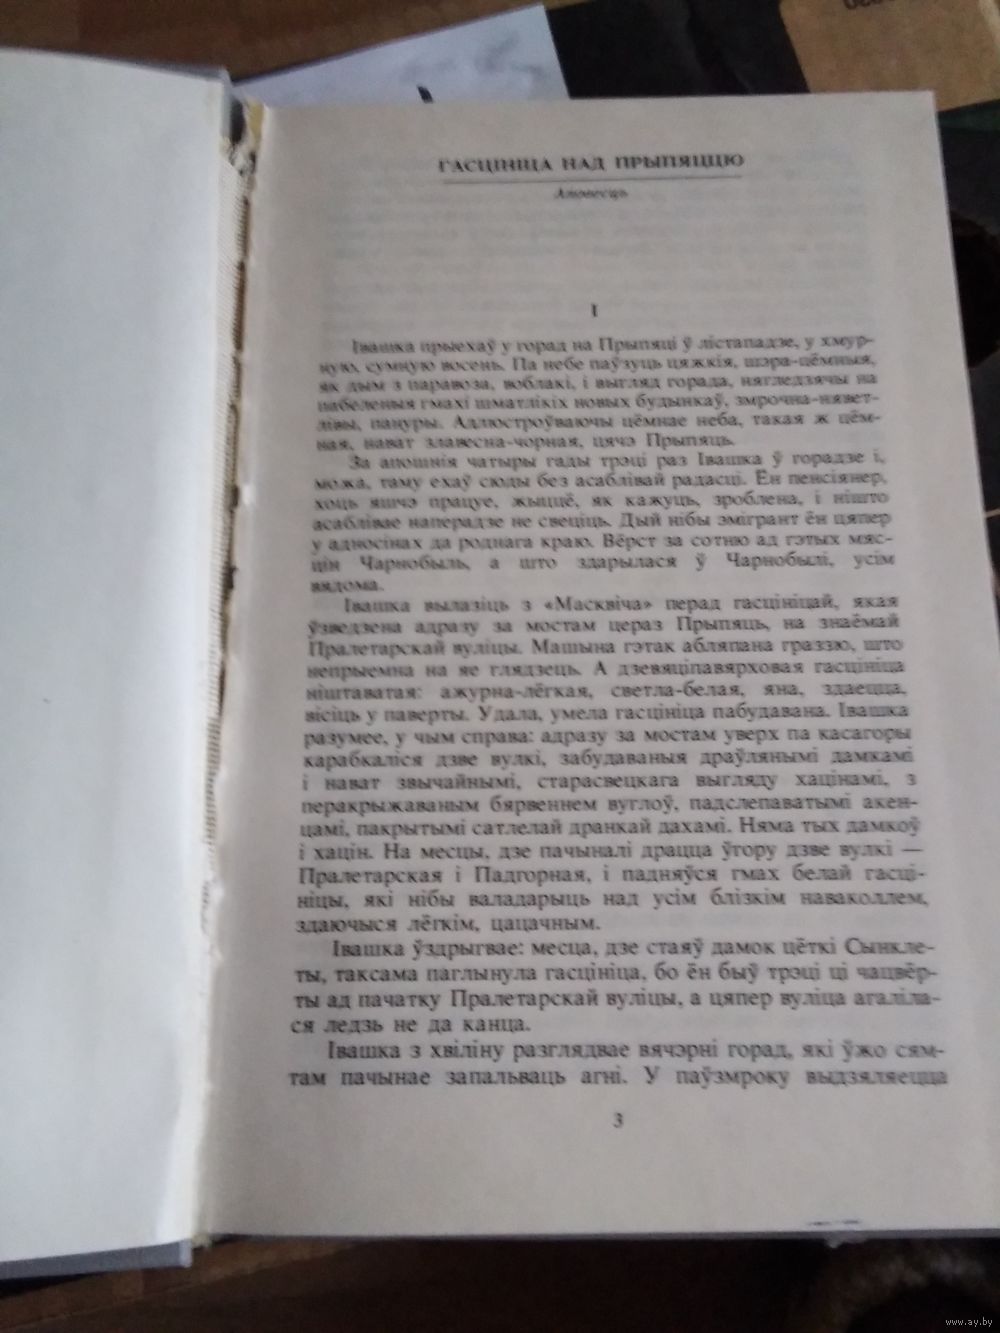 ГАСЦІНІЦА НАД ПРЫПЯЦЦЮ
Аповесць
I
Івашка прыехаў у горад на Прыпяці ў лістападзе, у хмур-
ную, сумную восень. Па небе паўзуць цяжкія, шэра-цёмныя,
як дым з паравоза, воблакі, і выгляд горада, нягледзячы на
пабеленыя гмахі шматлікіх новых будынкаў, змрочна-нявет-
лівы, пануры. Адлюстроўваючы цёмнае неба, такая ж цём-
ная, нават злавесна-чорная, цячэ Прыпяць.
За апошнія чатыры гады трэці раз Івашка ў горадзе і,
можа, таму ехаў сюды без асаблівай радасці. Ён пенсіянер,
хоць яшчэ працуе, жыццё, як кажуць, зроблена, і нішто
асаблівае наперадзе не свеціць. Дый нібы эмігрант ён цяпер
у адносінах да роднага краю. Вёрст за сотню ад гэтых мяс-
цін Чарнобыль, а што здарылася ў Чарнобылі, усім
вядома.
Івашка вылазіць з «Масквіча» перад гасцініцай, якая
ўзведзена адразу за мостам цераз Прыпяць, на знаёмай
Пралетарскай вуліцы. Машына гэтак абляпана граззю, што
непрыемна на яе глядзець. А дзевяціпавярховая гасцініца
ніштаватая: ажурна-лёгкая, светла-белая, яна, здаецца,
вісіць у паверты. Удала, умела гасцініца пабудавана. Івашка
разумее, у чым справа: адразу за мостам уверх па касагоры
карабкаліся дзве вулкі, забудаваныя драўлянымі дамкамі
і нават звычайнымі, старасвецкага выгляду хацінамі, з
перакрыжаваным бярвеннем вуглоў, падслепаватымі акен-
цамі, пакрытымі сатлелай дранкай дахамі. Няма тых дамкоў
і хацін. На месцы, дзе пачыналі драцца ўгору дзве вулкі —
Пралетарская і Падгорная, і падняўся гмах белай гасці-
ніцы, які нібы валадарыць над усім блізкім наваколлем,
здаючыся лёгкім, цацачным.
Івашка ўздрыгвае: месца, дзе стаяў дамок цёткі Сынкле-
ты, таксама паглынула гасцініца, бо ён быў трэці ці чацвёр-
ты ад пачатку Пралетарскай вуліцы, а цяпер вуліца агаліла-
ся ледзь не да канца.
Івашка з хвіліну разглядвае вячэрні горад, які ўжо сям-
там пачынае запальваць агні. У паўзмроку выдзяляецца
3
www.ay.by